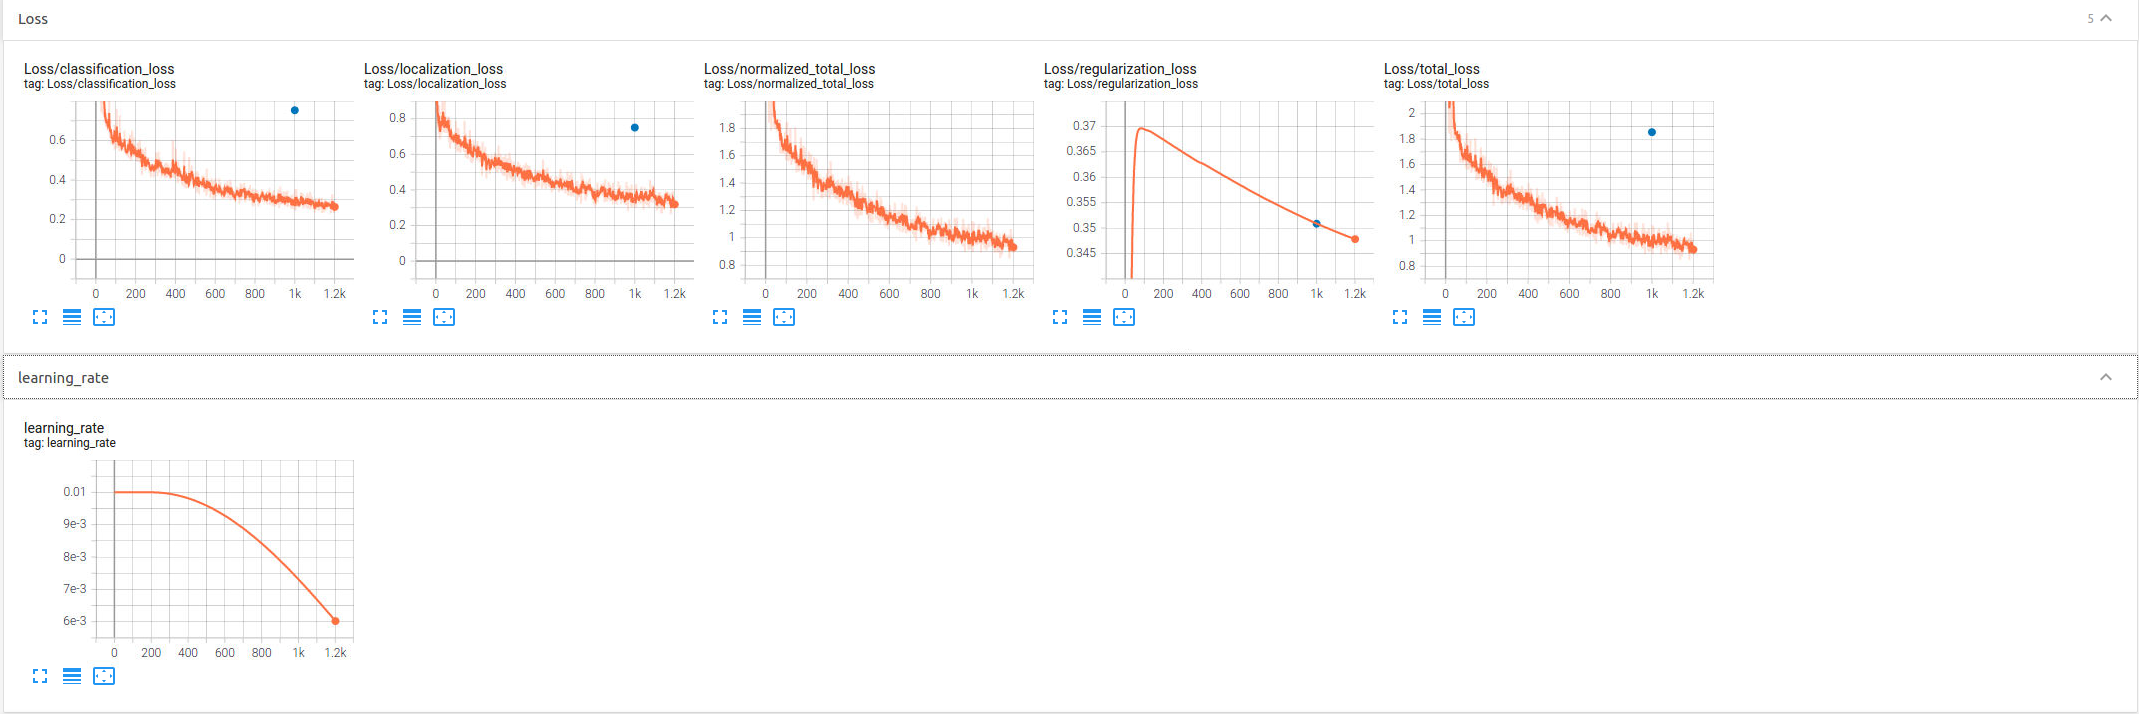 Loss
5
Loss/classification_loss
tag: Loss/classification_loss
0.6
0.4
0.2
0
0 200 400 600 800 1k 1.2k
Loss/localization_loss
tag: Loss/localization_loss
0.8
0.6
0.4
0.2
0
0 200 400 600 800 1k 1.2k
Loss/normalized_total_loss
tag: Loss/normalized_total_loss
1.8
1.6
1.4
1.2
1
0.8
0 200 400 600 800 1k 1.2k
Loss/regularization_loss
tag: Loss/regularization_loss
0.37
0.365
0.36
0.355
0.35
0.345
0 200 400 600 800 1k 1.2k
Loss/total_loss
tag: Loss/total_loss
2
1.8
1.6
1.4
1.2
1
0.8
0 200 400 600 800 1k 1.2k
learning_rate
learning_rate
tag: learning_rate
0.01
9e-3
8e-3
7e-3
6e-3
0 200 400 600 800 1k 1.2k